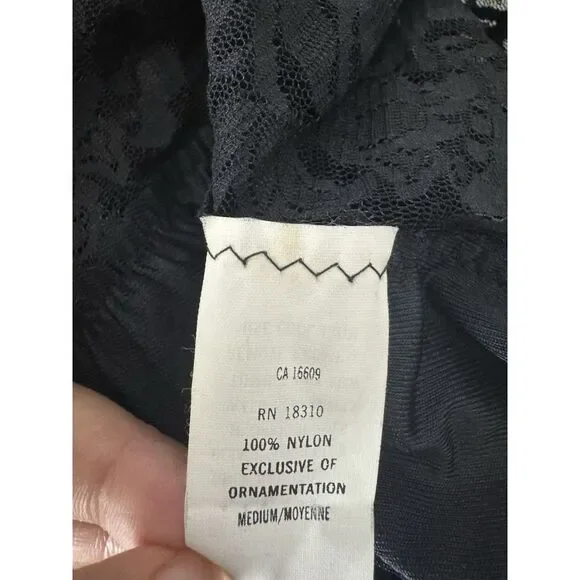 CA 16609
RN 18310
100% NYLON
EXCLUSIVE OF
ORNAMENTATION
MEDIUM/MOYENNE